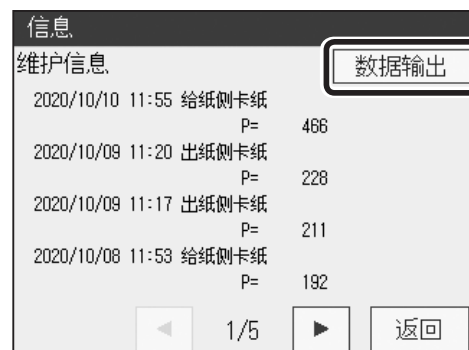 信息
维护信息 数据输出
2020/10/10 11:55 给纸侧卡纸
P= 466
2020/10/09 11:20 出纸侧卡纸
P= 228
2020/10/09 11:17 出纸侧卡纸
P= 211
2020/10/08 11:53 给纸侧卡纸
P= 192
1/5 返回